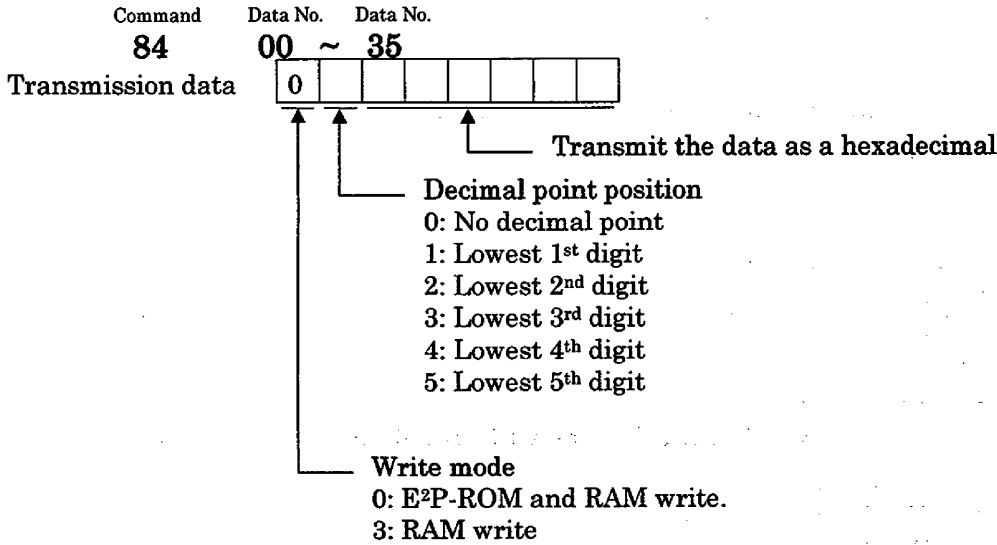 Command Data No. Data No.
84 00 ~ 35
Transmission data 0
Transmit the data as a hexadecimal
Decimal point position
0: No decimal point
1: Lowest 1st digit
2: Lowest 2nd digit
3: Lowest 3rd digit
4: Lowest 4th digit
5: Lowest 5th digit
Write mode
0: E²P-ROM and RAM write.
3: RAM write